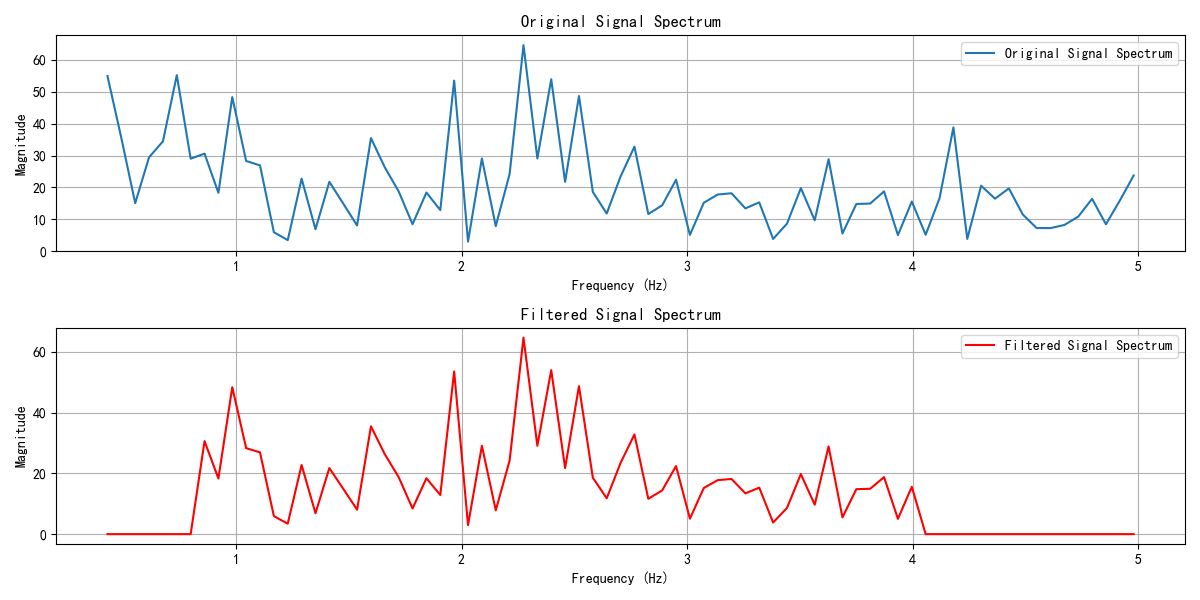 Original Signal Spectrum
Original Signal Spectrum
Magnitude
60
50
40
30
20
10
0
1 2 3 4 5
Frequency (Hz)
Filtered Signal Spectrum
Filtered Signal Spectrum
Magnitude
60
40
20
0
1 2 3 4 5
Frequency (Hz)